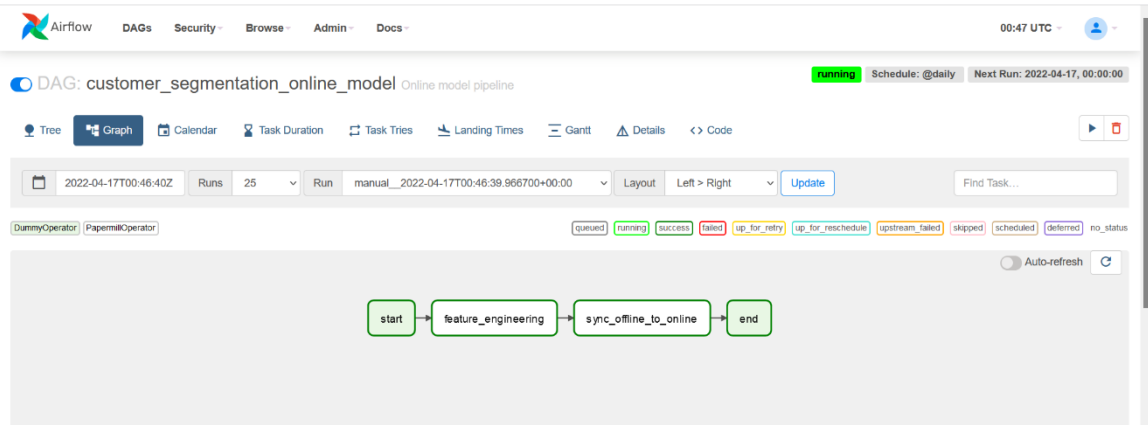 Airflow DAGs Security Browse Admin Docs 00:47 UTC
DAG: customer_segmentation_online_model Online model pipeline running Schedule: @daily Next Run: 2022-04-17, 00:00:00
Tree Graph Calendar Task Duration Task Tries Landing Times Gantt Details <> Code
2022-04-17T00:46:40Z Runs 25 Run manual__2022-04-17T00:46:39.966700+00:00 Layout Left > Right Update Find Task...
DummyOperator PapermillOperator queued running success failed up_for_retry up_for_reschedule upstream_failed skipped scheduled deferred no_status
Auto-refresh
start feature_engineering sync_offline_to_online end